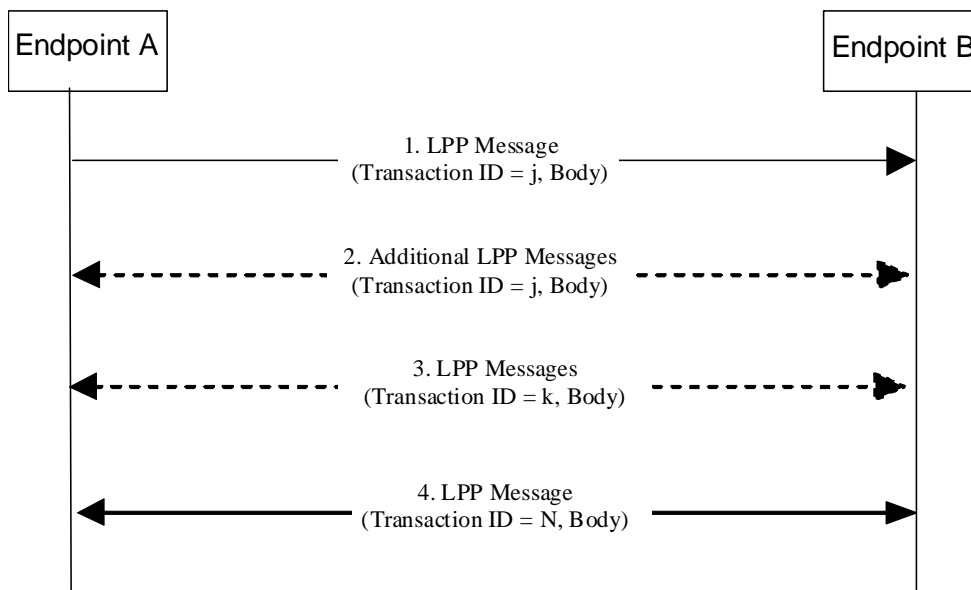 Endpoint A
Endpoint B
1. LPP Message
(Transaction ID = j, Body)
2. Additional LPP Messages
(Transaction ID = j, Body)
3. LPP Messages
(Transaction ID = k, Body)
4. LPP Message
(Transaction ID = N, Body)